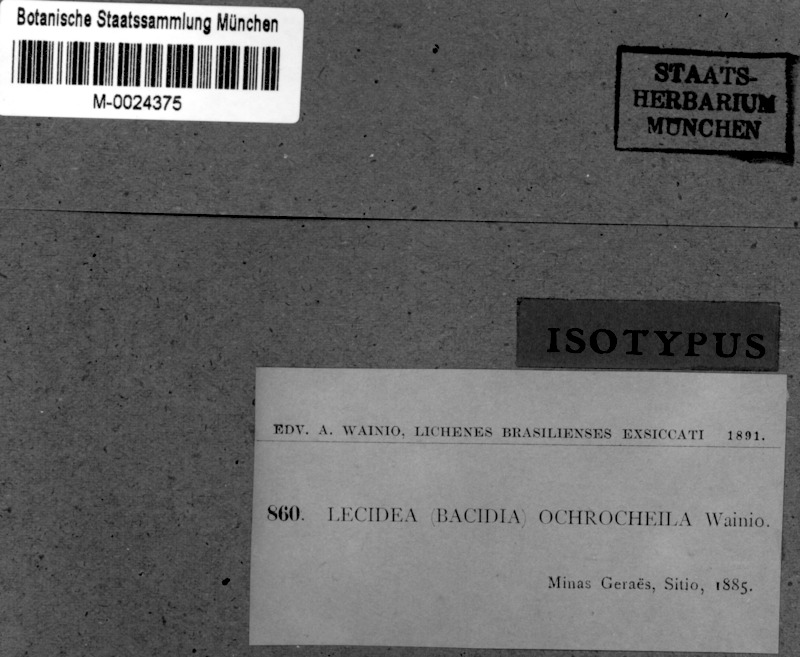 Botanische Staatssammlung München
M-0024375
STAATS-
HERBARIUM
MÜNCHEN
ISOTYPUS
EDV. A. WAINIO, LICHENES BRASILIENSES EXSICCATI 1891.
860. LECIDEA (BACIDIA) OCHROCHEILA Wainio.
Minas Geraës, Sitio, 1885.